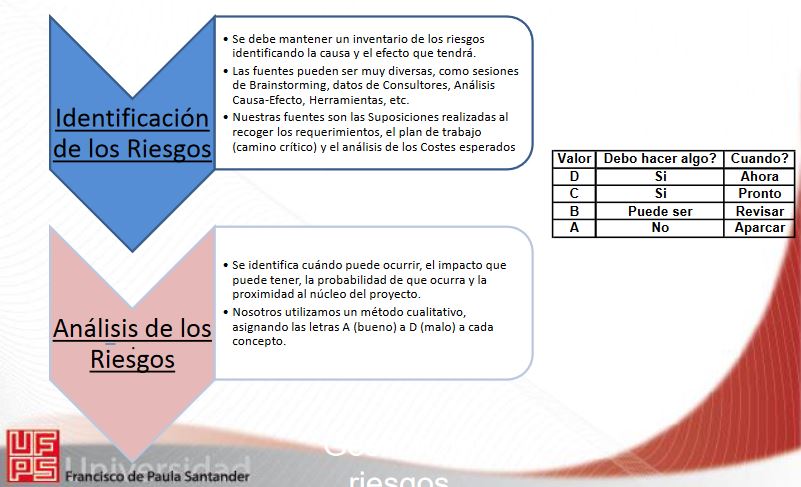 • Se debe mantener un inventario de los riesgos
identificando la causa y el efecto que tendrá.
• Las fuentes pueden ser muy diversas, como sesiones
de Brainstorming, datos de Consultores, Análisis
Causa-Efecto, Herramientas, etc.
• Nuestras fuentes son las Suposiciones realizadas al
recoger los requerimientos, el plan de trabajo
(camino crítico) y el análisis de los Costes esperados
Identificación
de los Riesgos
Valor Debo hacer algo? Cuando?
D Si Ahora
C Si Pronto
B Puede ser Revisar
A No Aparcar
• Se identifica cuándo puede ocurrir, el impacto que
puede tener, la probabilidad de que ocurra y la
proximidad al núcleo del proyecto.
• Nosotros utilizamos un método cualitativo,
asignando las letras A (bueno) a D (malo) a cada
concepto.
Análisis de los
Riesgos
riesgos
UFPS
Universidad
Francisco de Paula Santander